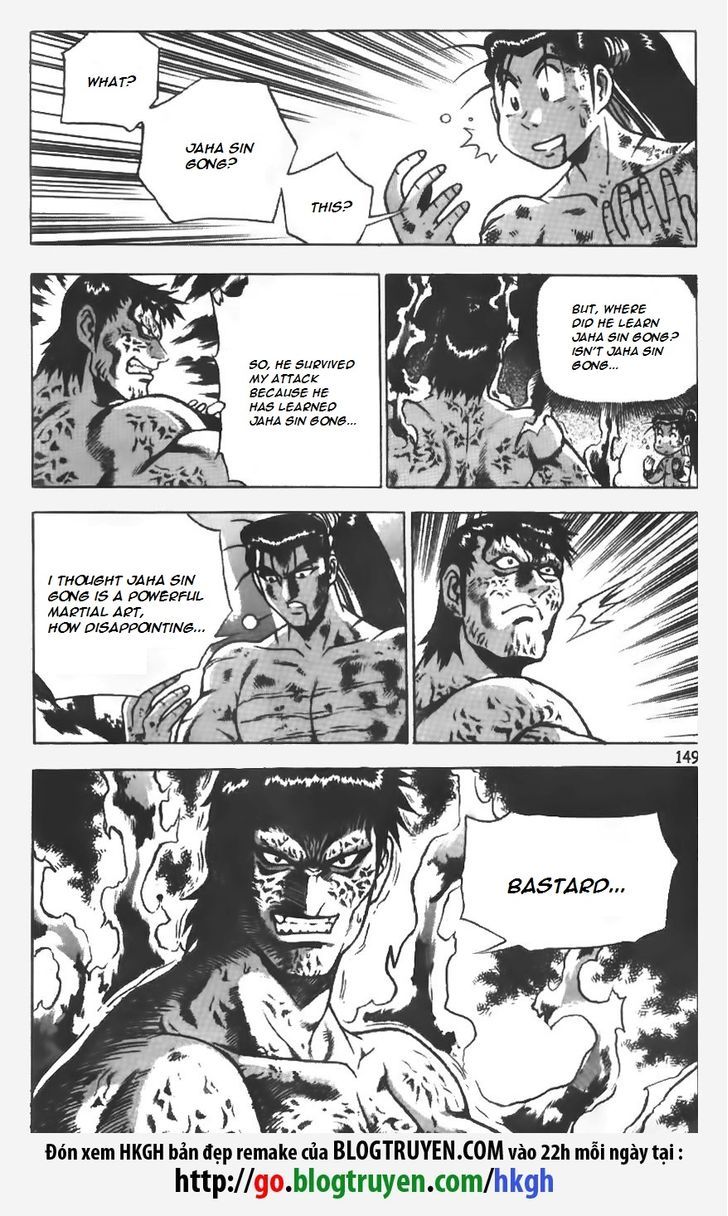 WHAT?
JAHA SIN
GONG?
THIS?
SO, HE SURVIVED
MY ATTACK
BECAUSE HE
HAS LEARNED
JAHA SIN GONG...
BUT, WHERE
DID HE LEARN
JAHA SIN GONG?
ISN'T JAHA SIN
GONG...
I THOUGHT JAHA SIN
GONG IS A POWERFUL
MARTIAL ART,
HOW DISAPPOINTING...
149
BASTARD...
Đón xem HKGH bản đẹp remake của BLOGTRUYEN.COM vào 22h mỗi ngày tại :
http://go.blogtruyen.com/hkgh